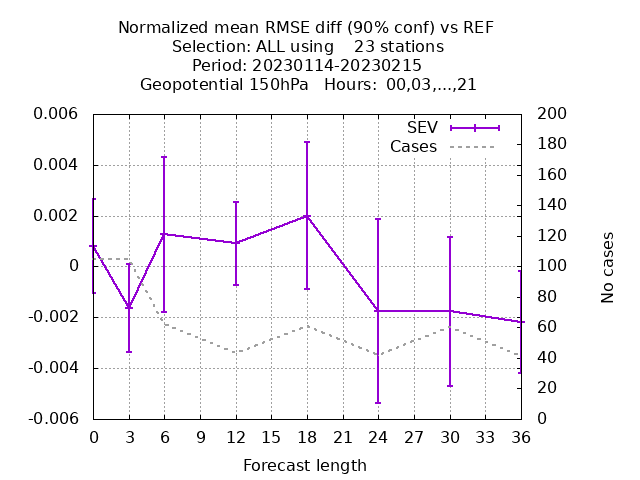 Normalized mean RMSE diff (90% conf) vs REF
Selection: ALL using    23 stations
Period: 20230114-20230215
Geopotential 150hPa   Hours:  00,03,...,21
SEV
Cases
0.006
0.004
0.002
0
-0.002
-0.004
-0.006
200
180
160
140
120
100
80
60
40
20
0
No cases
0 3 6 9 12 15 18 21 24 27 30 33 36
Forecast length